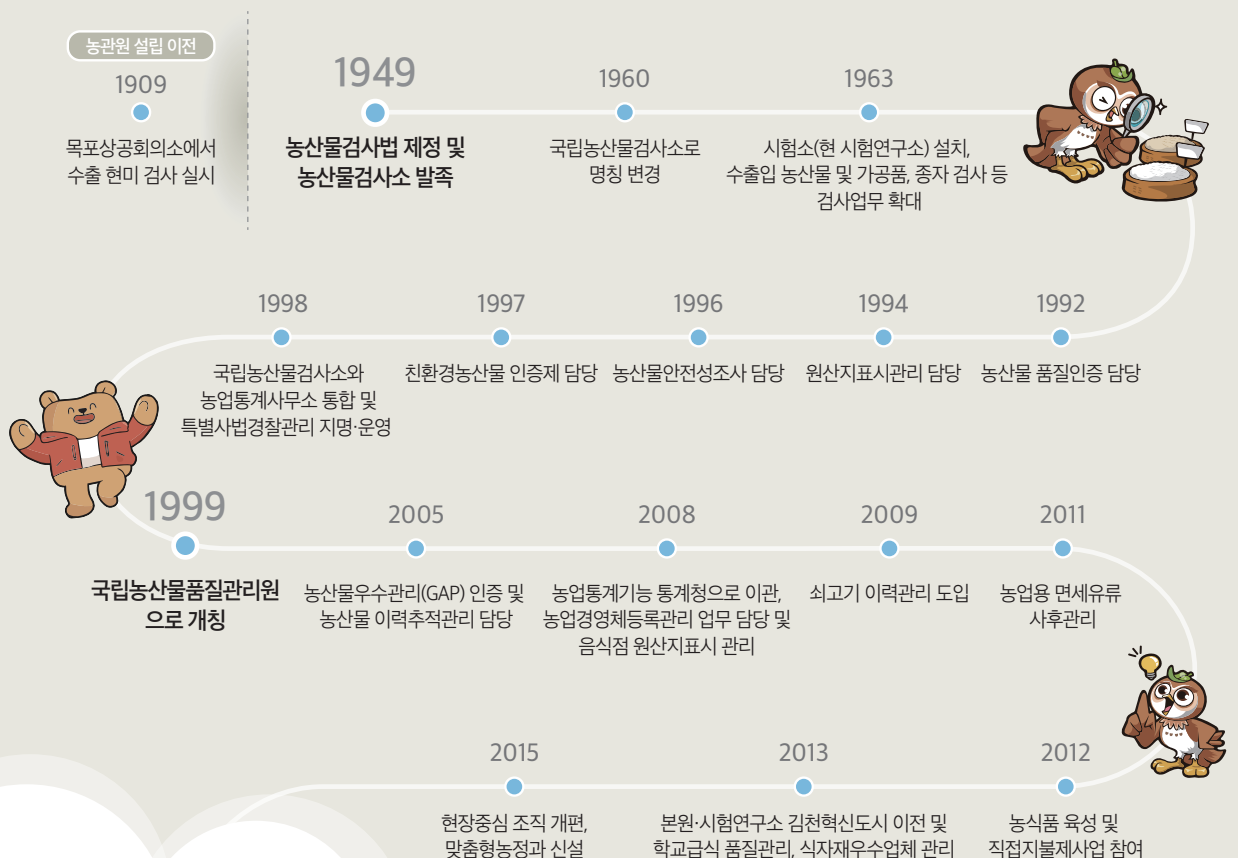 농관원 설립 이전
1909
목포상공회의소에서
수출 현미 검사 실시
1949
농산물검사법 제정 및
농산물검사소 발족
1960
국립농산물검사소로
명칭 변경
1963
시험소(현 시험연구소) 설치,
수출입 농산물 및 가공품, 종자 검사 등
검사업무 확대
1992
농산물 품질인증 담당
1994
원산지표시관리 담당
1996
농산물안전성조사 담당
1997
친환경농산물 인증제 담당
1998
국립농산물검사소와
농업통계사무소 통합 및
특별사법경찰관리 지명·운영
1999
국립농산물품질관리원
으로 개칭
2005
농산물우수관리(GAP) 인증 및
농산물 이력추적관리 담당
2008
농업통계기능 통계청으로 이관,
농업경영체등록관리 업무 담당 및
음식점 원산지표시 관리
2009
쇠고기 이력관리 도입
2011
농업용 면세유류
사후관리
2012
농식품 육성 및
직접지불제사업 참여
2013
본원·시험연구소 김천혁신도시 이전 및
학교급식 품질관리, 식자재우수업체 관리
2015
현장중심 조직 개편,
맞춤형농정과 신설